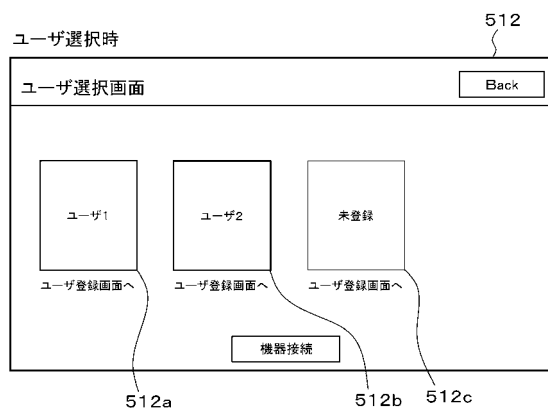 512
ユーザ選択時
ユーザ選択画面
Back
ユーザ1
ユーザ2
未登録
ユーザ登録画面へ
ユーザ登録画面へ
ユーザ登録画面へ
機器接続
512a
512b
512c